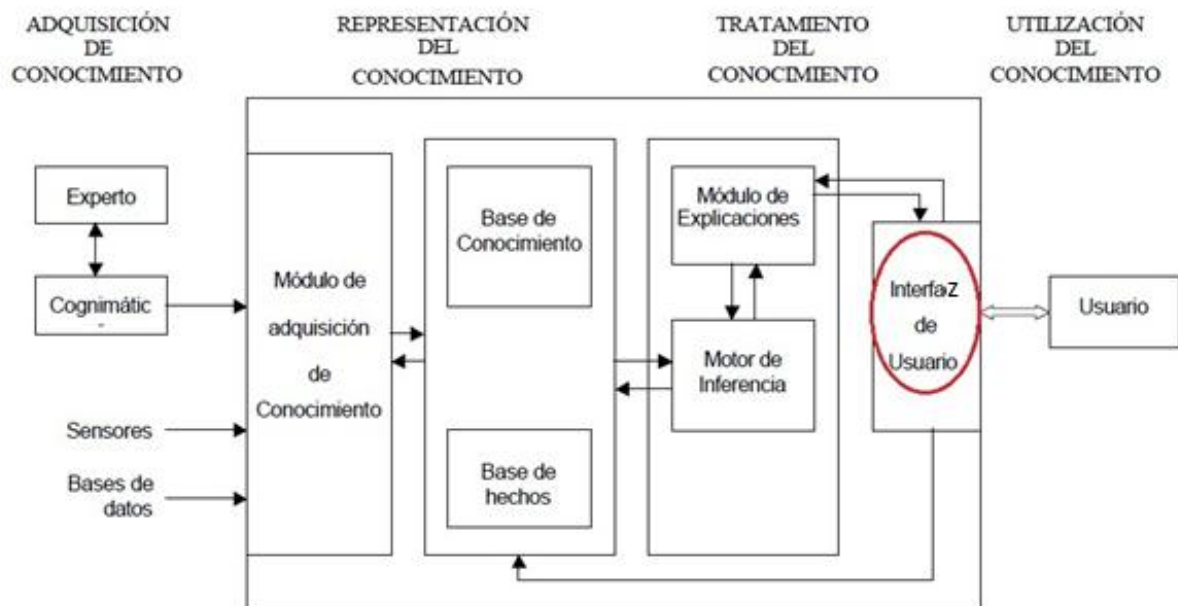 ADQUISICIÓN
DE
CONOCIMIENTO
REPRESENTACIÓN
DEL
CONOCIMIENTO
TRATAMIENTO
DEL
CONOCIMIENTO
UTILIZACIÓN
DEL
CONOCIMIENTO
Experto
Cognimátic
-
Sensores
Bases de
datos
Módulo de
adquisición
de
Conocimiento
Base de
Conocimiento
Base de
hechos
Módulo de
Explicaciones
Motor de
Inferencia
InterfaZ
de
Usuario
Usuario